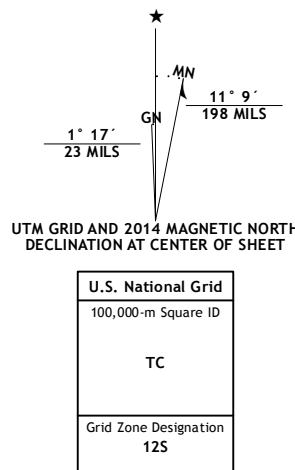 ★
MN
GN
11° 9´
198 MILS
1° 17´
23 MILS
UTM GRID AND 2014 MAGNETIC NORTH
DECLINATION AT CENTER OF SHEET
U.S. National Grid
100,000-m Square ID
TC
Grid Zone Designation
12S